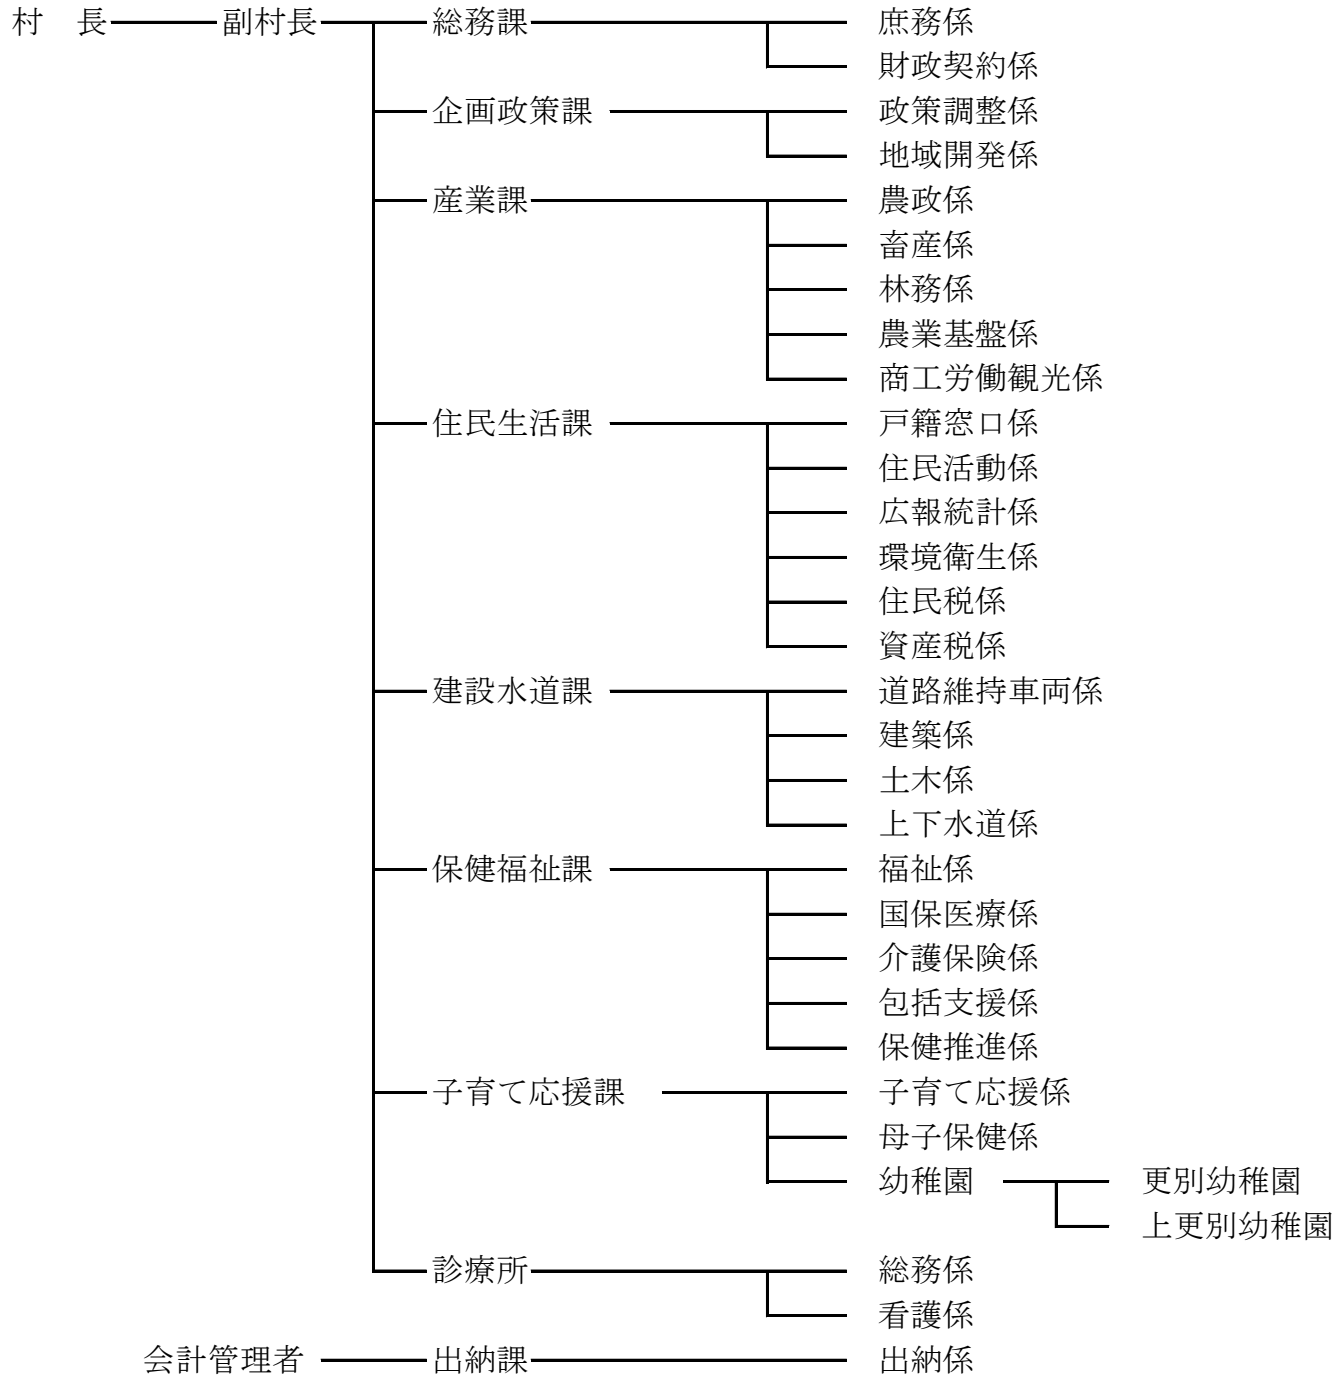 村　長 副村長 総務課 庶務係
財政契約係
企画政策課 政策調整係
地域開発係
産業課 農政係
畜産係
林務係
農業基盤係
商工労働観光係
住民生活課 戸籍窓口係
住民活動係
広報統計係
環境衛生係
住民税係
資産税係
建設水道課 道路維持車両係
建築係
土木係
上下水道係
保健福祉課 福祉係
国保医療係
介護保険係
包括支援係
保健推進係
子育て応援課 子育て応援係
母子保健係
幼稚園 更別幼稚園
上更別幼稚園
診療所 総務係
看護係
会計管理者 出納課 出納係